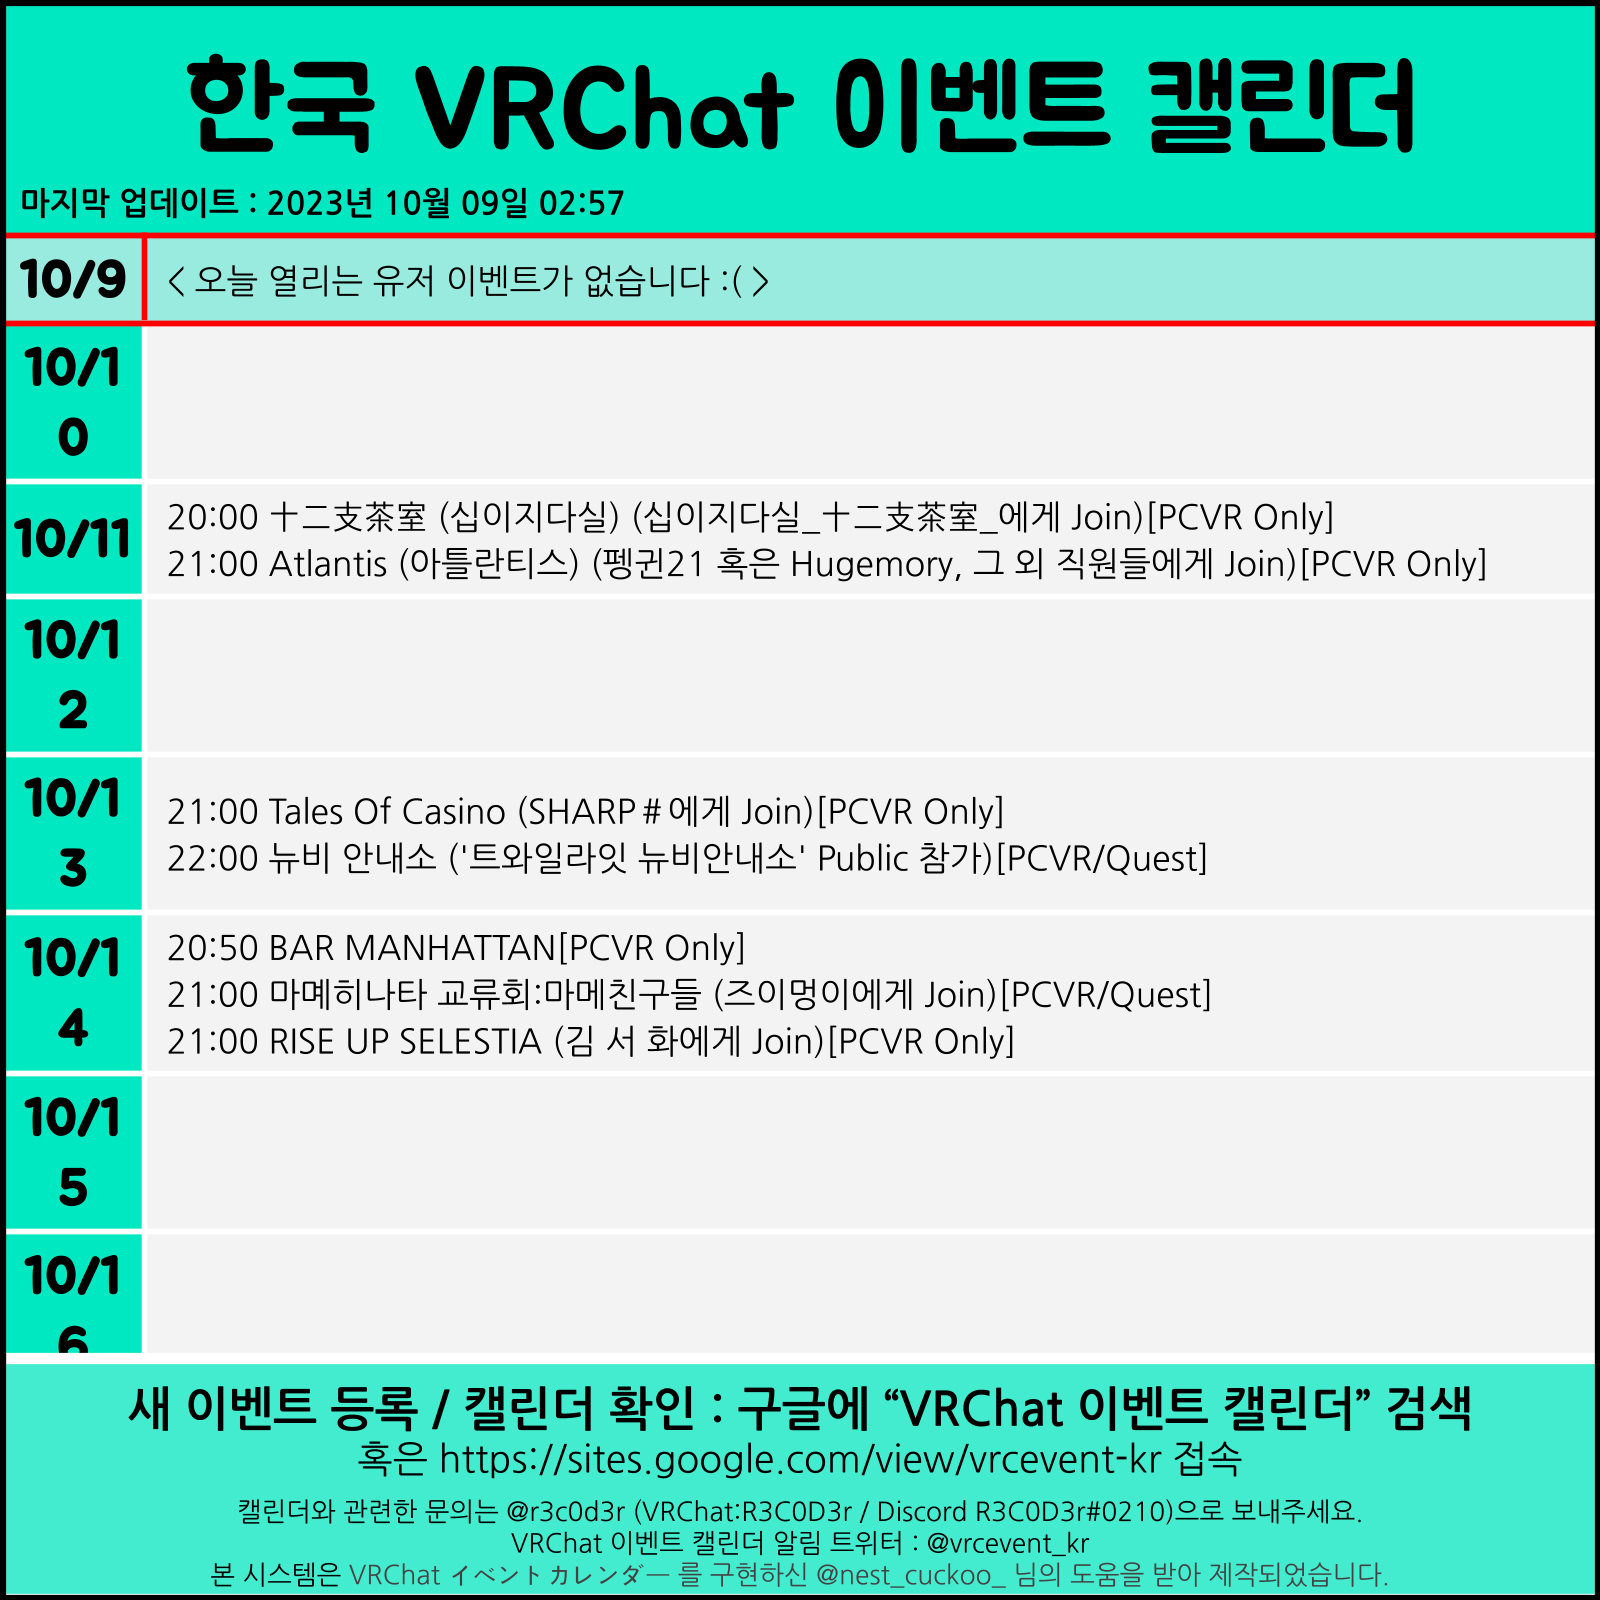 한국 VRChat 이벤트 캘린더
마지막 업데이트 : 2023년 10월 09일 02:57
10/9
< 오늘 열리는 유저 이벤트가 없습니다 :( >
10/1
0
10/11
20:00 十二支茶室 (십이지다실) (십이지다실_十二支茶室_에게 Join)[PCVR Only]
21:00 Atlantis (아틀란티스) (펭귄21 혹은 Hugemory, 그 외 직원들에게 Join)[PCVR Only]
10/1
2
10/1
3
21:00 Tales Of Casino (SHARP＃에게 Join)[PCVR Only]
22:00 뉴비 안내소 ('트와일라잇 뉴비안내소' Public 참가)[PCVR/Quest]
10/1
4
20:50 BAR MANHATTAN[PCVR Only]
21:00 마몌히나타 교류회:마메친구들 (즈이멍이에게 Join)[PCVR/Quest]
21:00 RISE UP SELESTIA (김 서 화에게 Join)[PCVR Only]
10/1
5
10/1
6
새 이벤트 등록 / 캘린더 확인 : 구글에 “VRChat 이벤트 캘린더” 검색
혹은 https://sites.google.com/view/vrcevent-kr 접속
캘린더와 관련한 문의는 @r3c0d3r (VRChat:R3C0D3r / Discord R3C0D3r#0210)으로 보내주세요.
VRChat 이벤트 캘린더 알림 트위터 : @vrcevent_kr
본 시스템은 VRChat イベントカレンダー 를 구현하신 @nest_cuckoo_ 님의 도움을 받아 제작되었습니다.